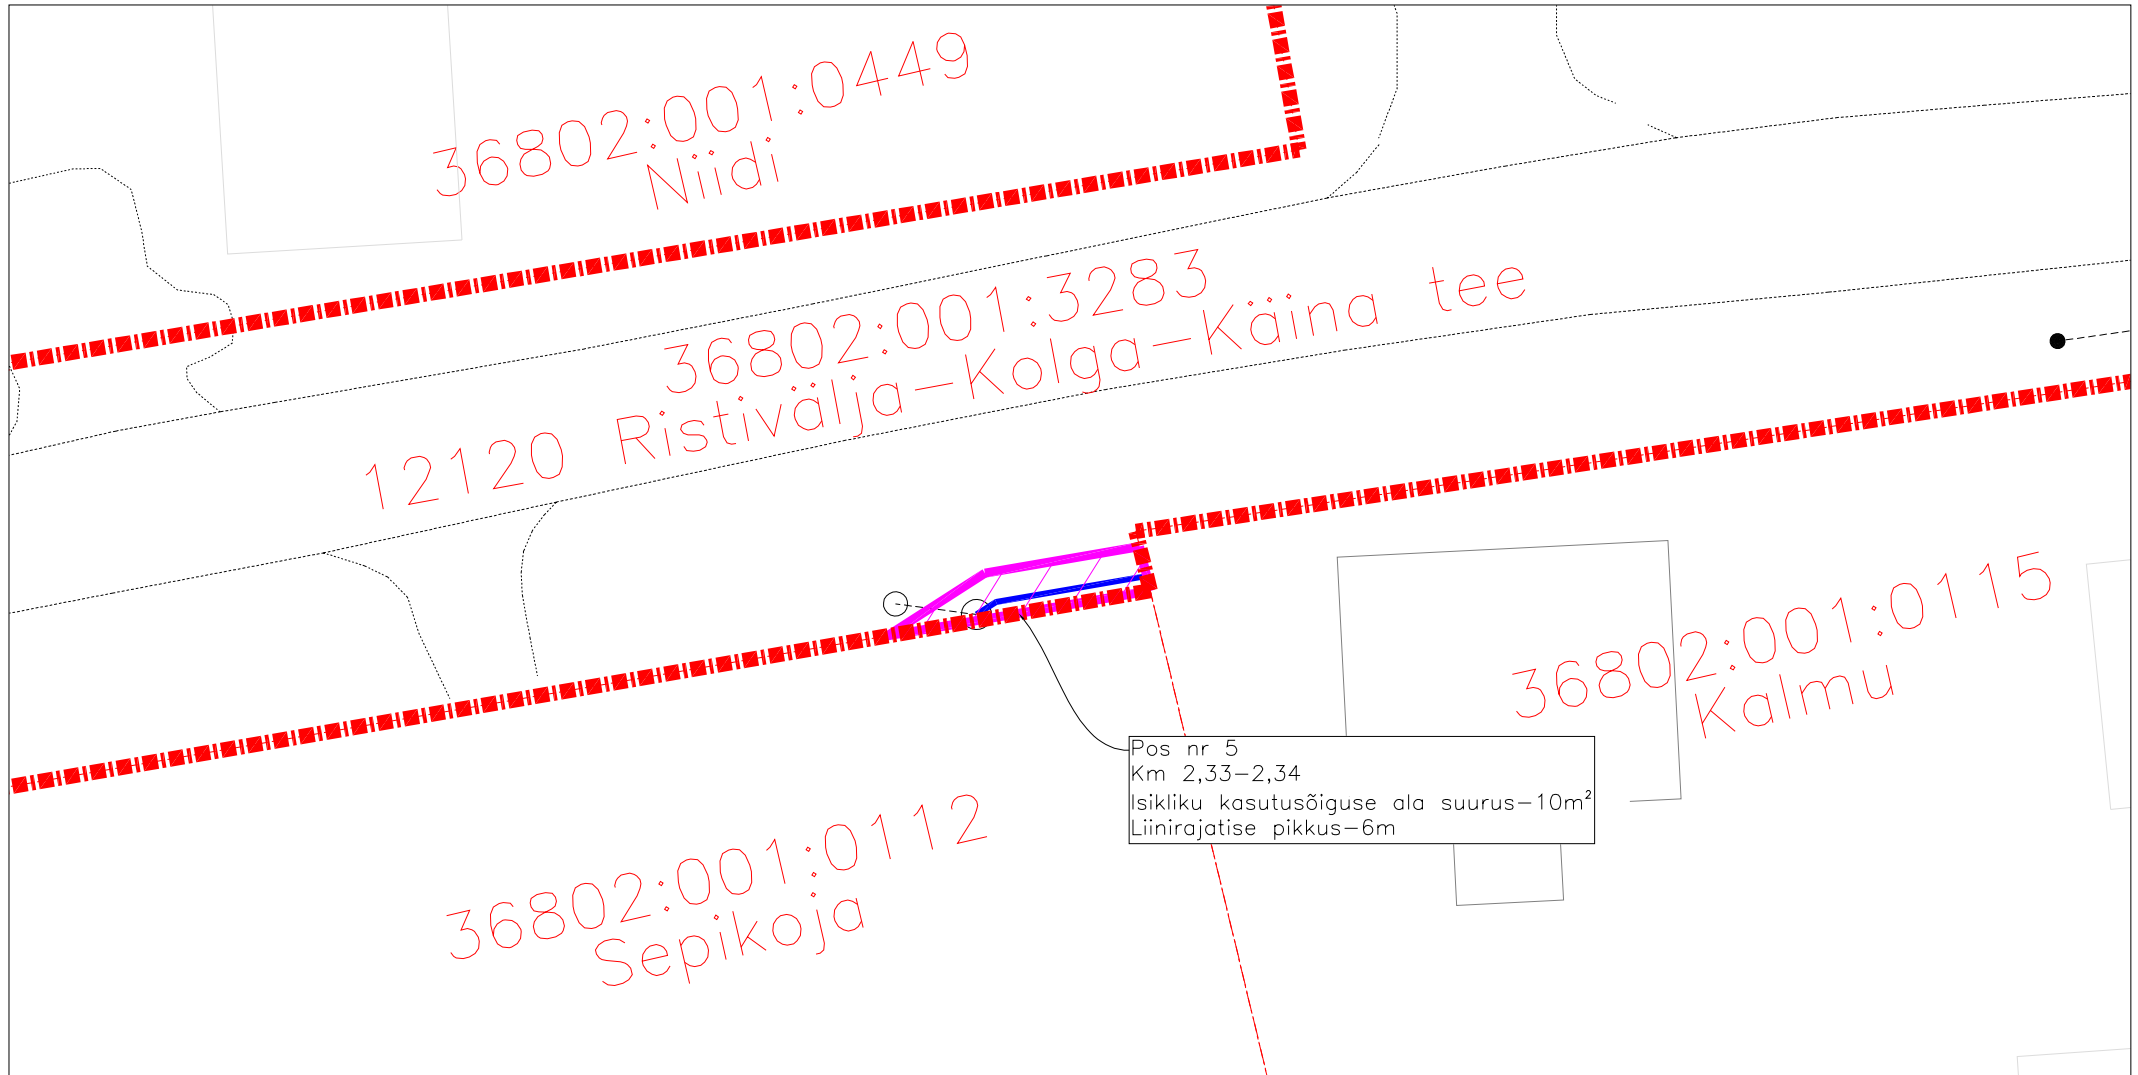 36802:001:0449
Niidi
36802:001:3283
12120 Ristivälja-Kolga-Käina tee
36802:001:0115
Kalmu
Pos nr 5
Km 2,33-2,34
Isikliku kasutusõiguse ala suurus-10m²
Liinirajatise pikkus-6m
36802:001:0112
Sepikoja